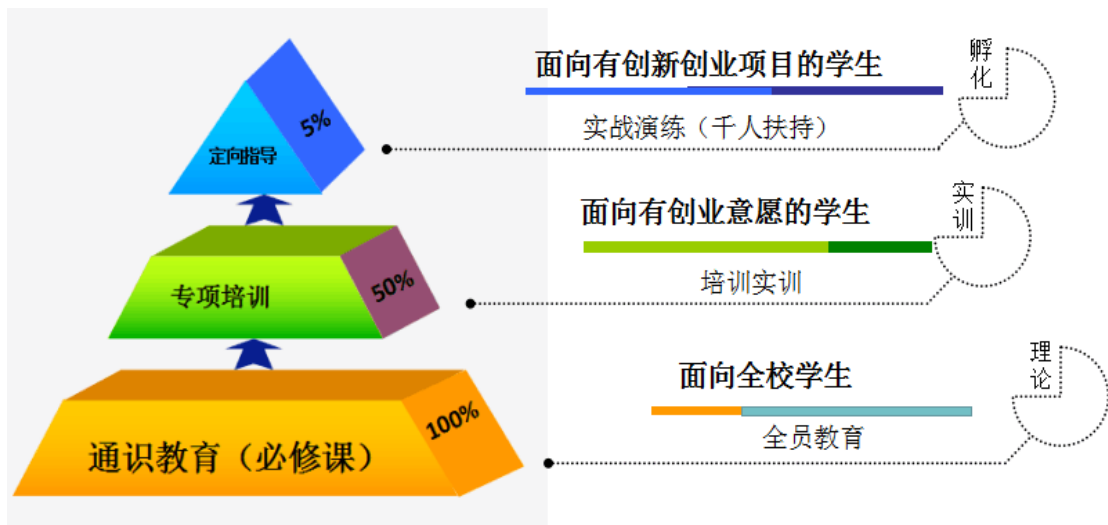 面向有创新创业项目的学生
孵化
5%
定向指导
实战演练（千人扶持）
面向有创业意愿的学生
实训
专项培训
50%
培训实训
面向全校学生
理论
100%
通识教育（必修课）
全员教育